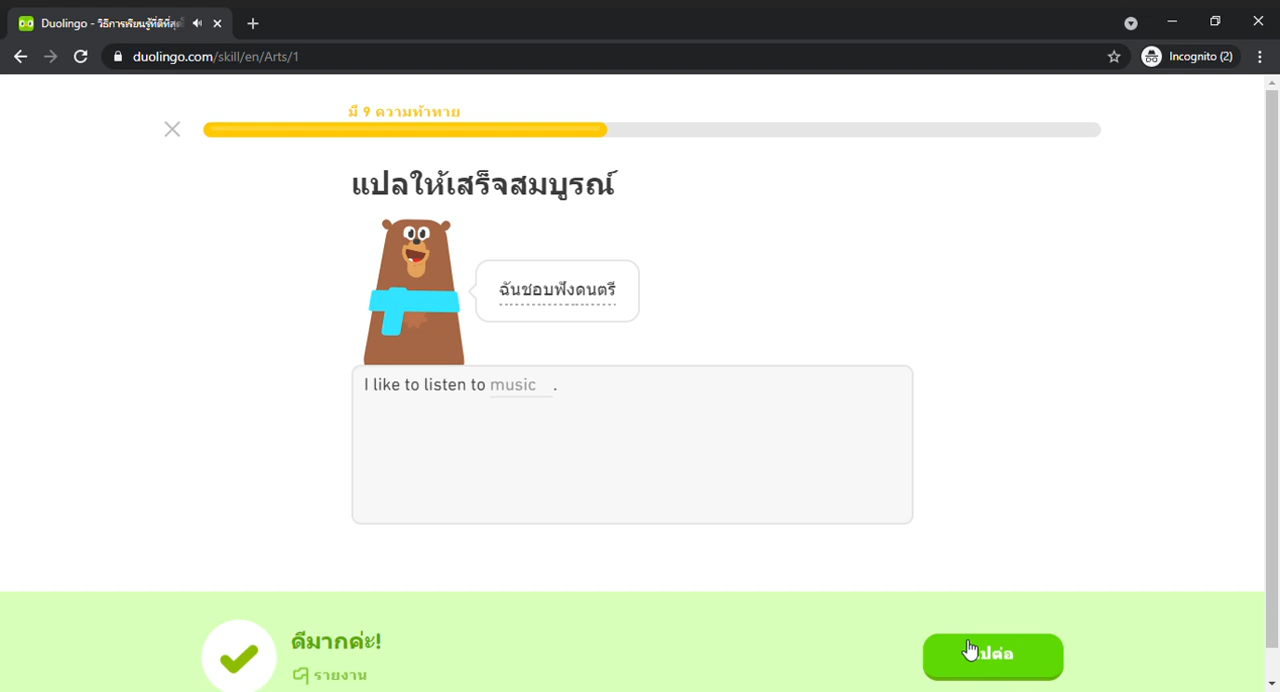 Duolingo - วิธีการเรียนรู้ที่ดีที่สุด
duolingo.com/skill/en/Arts/1
Incognito (2)
มี 9 ความท้าทาย
แปลให้เสร็จสมบูรณ์
ฉันชอบฟังดนตรี
I like to listen to music .
ดีมากค่ะ!
รายงาน